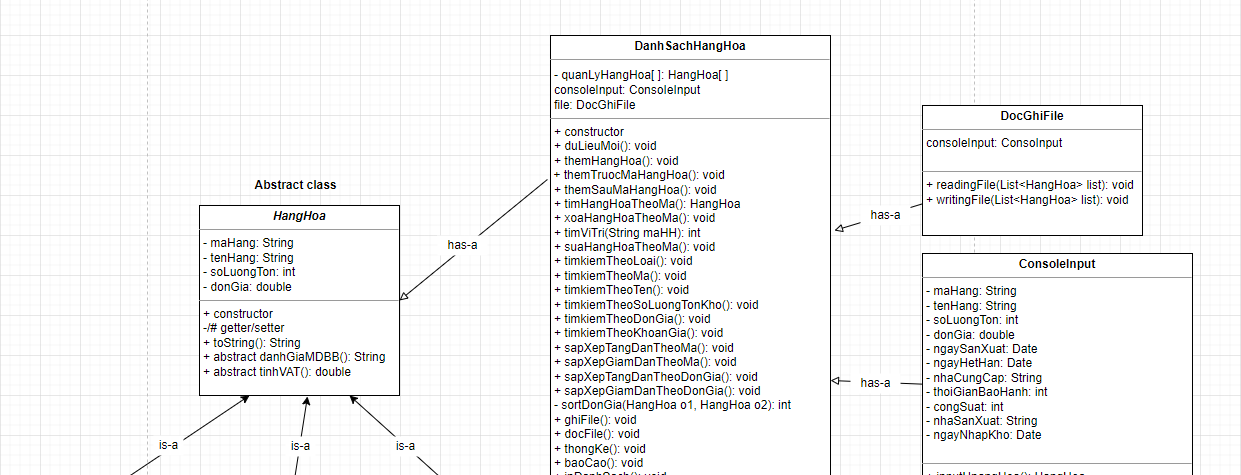 DanhSachHangHoa
- quanLyHangHoa[ ]: HangHoa[ ]
consoleInput: ConsoleInput
file: DocGhiFile
+ constructor
+ duLieuMoi(): void
+ themHangHoa(): void
+ themTruocMaHangHoa(): void
+ themSauMaHangHoa(): void
+ timHangHoaTheoMa(): HangHoa
+ xoaHangHoaTheoMa(): void
+ timViTri(String maHH): int
+ suaHangHoaTheoMa(): void
+ timkiemTheoLoai(): void
+ timkiemTheoMa(): void
+ timkiemTheoTen(): void
+ timkiemTheoSoLuongTonKho(): void
+ timkiemTheoDonGia(): void
+ timkiemTheoKhoanGia(): void
+ sapXepTangDanTheoMa(): void
+ sapXepGiamDanTheoMa(): void
+ sapXepTangDanTheoDonGia(): void
+ sapXepGiamDanTheoDonGia(): void
- sortDonGia(HangHoa o1, HangHoa o2): int
+ ghiFile(): void
+ docFile(): void
+ thongKe(): void
+ baoCao(): void
+ inDanhSach(): void
DocGhiFile
consoleInput: ConsoInput
+ readingFile(List<HangHoa> list): void
+ writingFile(List<HangHoa> list): void
has-a
Abstract class
HangHoa
- maHang: String
- tenHang: String
- soLuongTon: int
- donGia: double
+ constructor
-/# getter/setter
+ toString(): String
+ abstract danhGiaMDBB(): String
+ abstract tinhVAT(): double
has-a
ConsoleInput
- maHang: String
- tenHang: String
- soLuongTon: int
- donGia: double
- ngaySanXuat: Date
- ngayHetHan: Date
- nhaCungCap: String
- thoiGianBaoHanh: int
- congSuat: int
- nhaSanXuat: String
- ngayNhapKho: Date
has-a
is-a
is-a
is-a